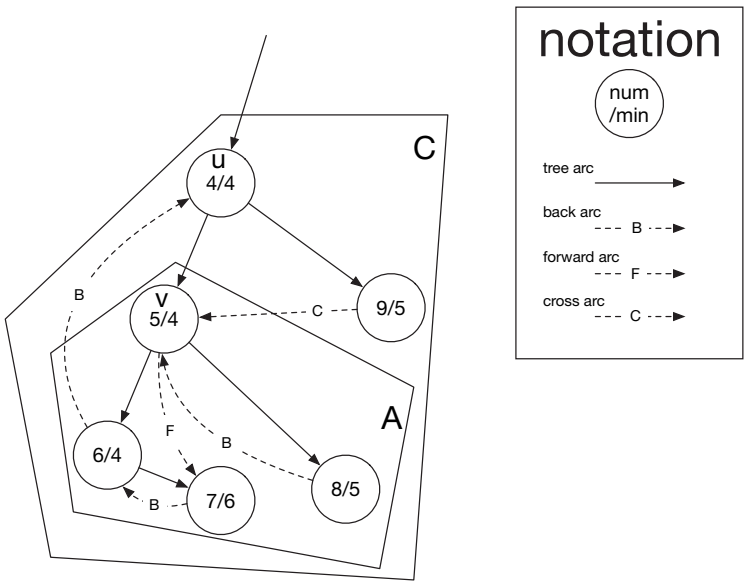 notation
num
/min
tree arc
back arc
B
forward arc
F
cross arc
C
C
u
4/4
B
v
5/4
C
9/5
A
F
B
6/4
8/5
7/6
B